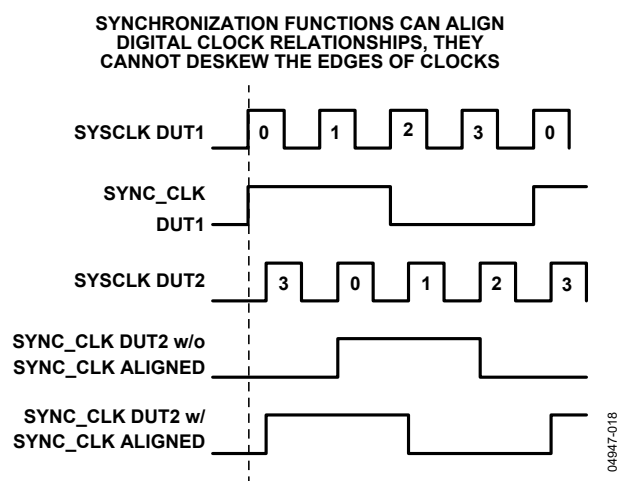 SYNCHRONIZATION FUNCTIONS CAN ALIGN
DIGITAL CLOCK RELATIONSHIPS, THEY
CANNOT DESKEW THE EDGES OF CLOCKS
SYSCLK DUT1
0 1 2 3 0
SYNC_CLK
DUT1
SYSCLK DUT2
3 0 1 2 3
SYNC_CLK DUT2 w/o
SYNC_CLK ALIGNED
SYNC_CLK DUT2 w/
SYNC_CLK ALIGNED
04947-018